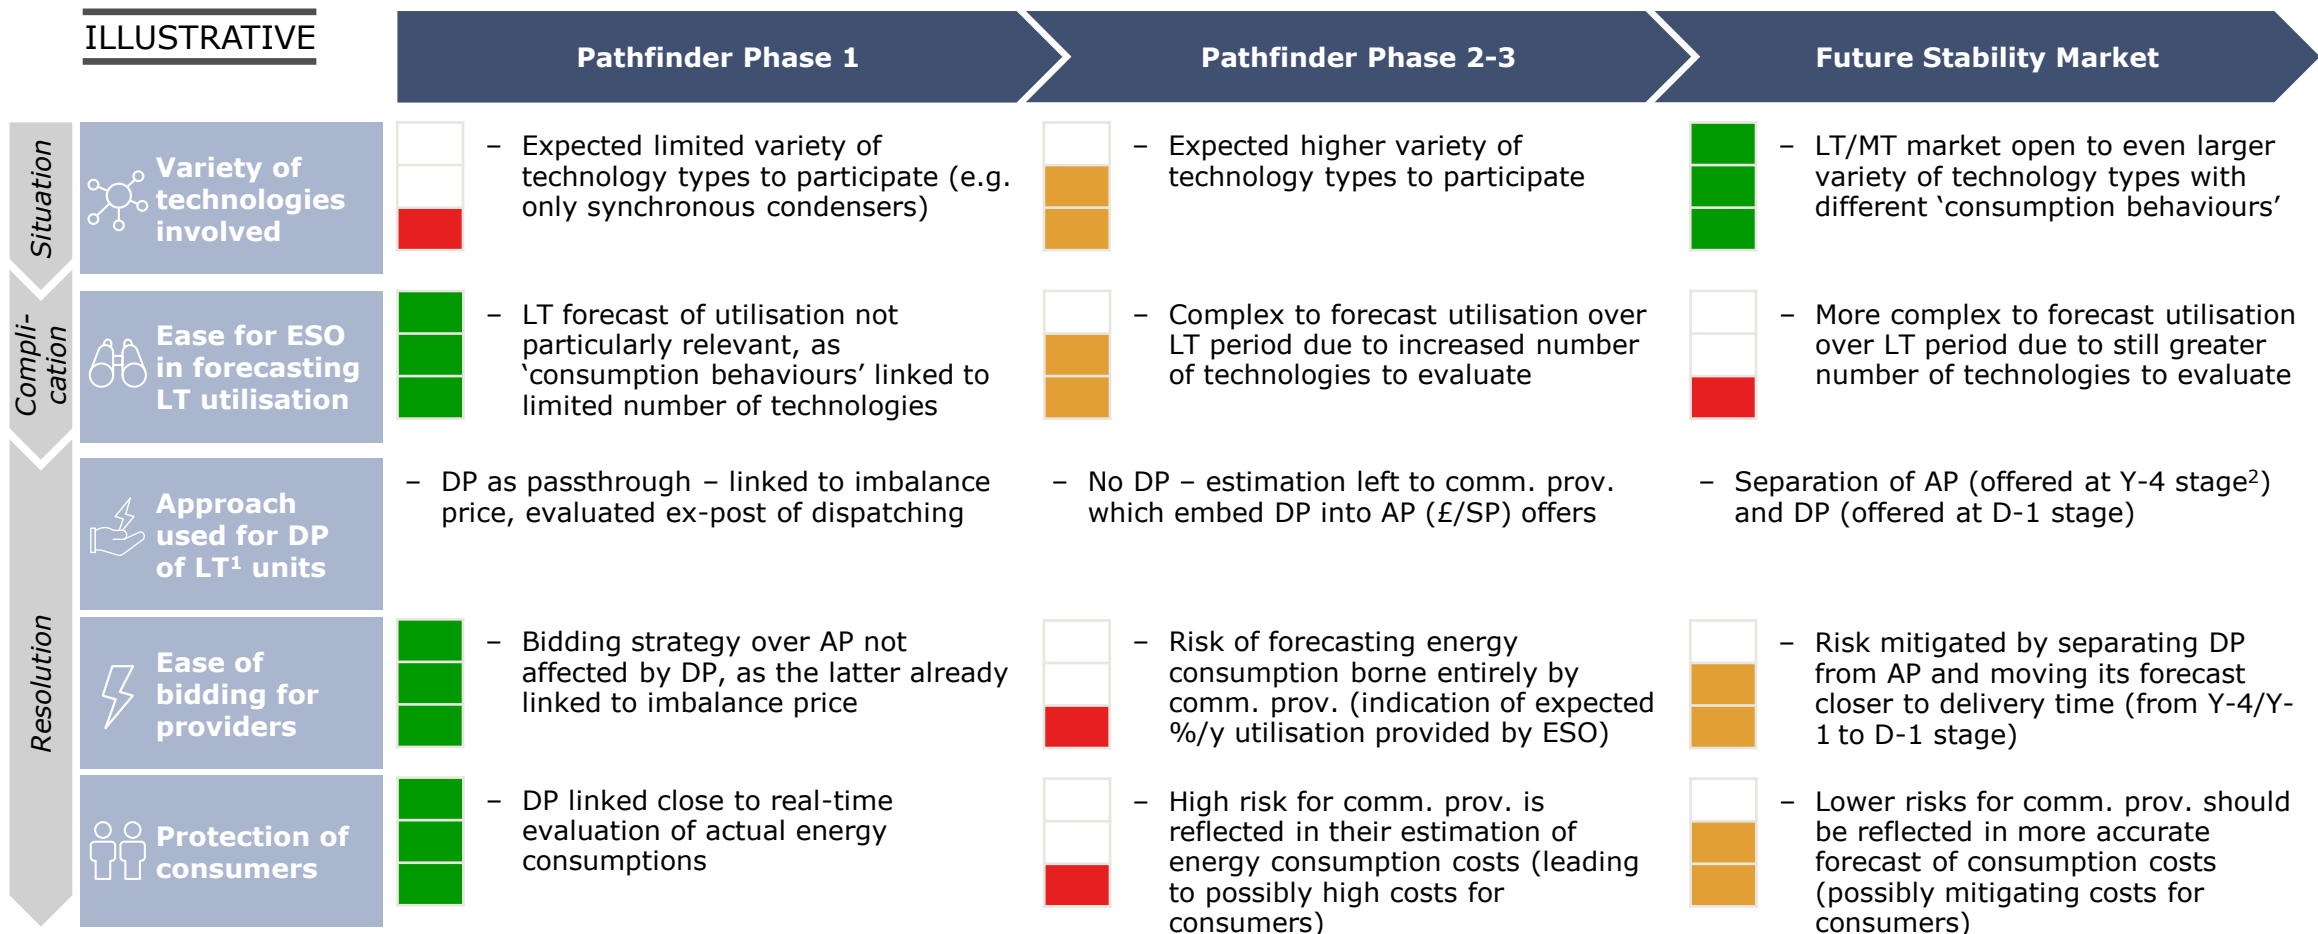 ILLUSTRATIVE
Pathfinder Phase 1
Pathfinder Phase 2-3
Future Stability Market
Situation
Variety of
technologies
involved
– Expected limited variety of
technology types to participate (e.g.
only synchronous condensers)
– Expected higher variety of
technology types to participate
– LT/MT market open to even larger
variety of technology types with
different ‘consumption behaviours’
Compli-
cation
Ease for ESO
in forecasting
LT utilisation
– LT forecast of utilisation not
particularly relevant, as
‘consumption behaviours’ linked to
limited number of technologies
– Complex to forecast utilisation over
LT period due to increased number
of technologies to evaluate
– More complex to forecast utilisation
over LT period due to still greater
number of technologies to evaluate
Resolution
Approach
used for DP
of LT¹ units
– DP as passthrough – linked to imbalance
price, evaluated ex-post of dispatching
– No DP – estimation left to comm. prov.
which embed DP into AP (£/SP) offers
– Separation of AP (offered at Y-4 stage²)
and DP (offered at D-1 stage)
Ease of
bidding for
providers
– Bidding strategy over AP not
affected by DP, as the latter already
linked to imbalance price
– Risk of forecasting energy
consumption borne entirely by
comm. prov. (indication of expected
%/y utilisation provided by ESO)
– Risk mitigated by separating DP
from AP and moving its forecast
closer to delivery time (from Y-4/Y-
1 to D-1 stage)
Protection of
consumers
– DP linked close to real-time
evaluation of actual energy
consumptions
– High risk for comm. prov. is
reflected in their estimation of
energy consumption costs (leading
to possibly high costs for
consumers)
– Lower risks for comm. prov. should
be reflected in more accurate
forecast of consumption costs
(possibly mitigating costs for
consumers)